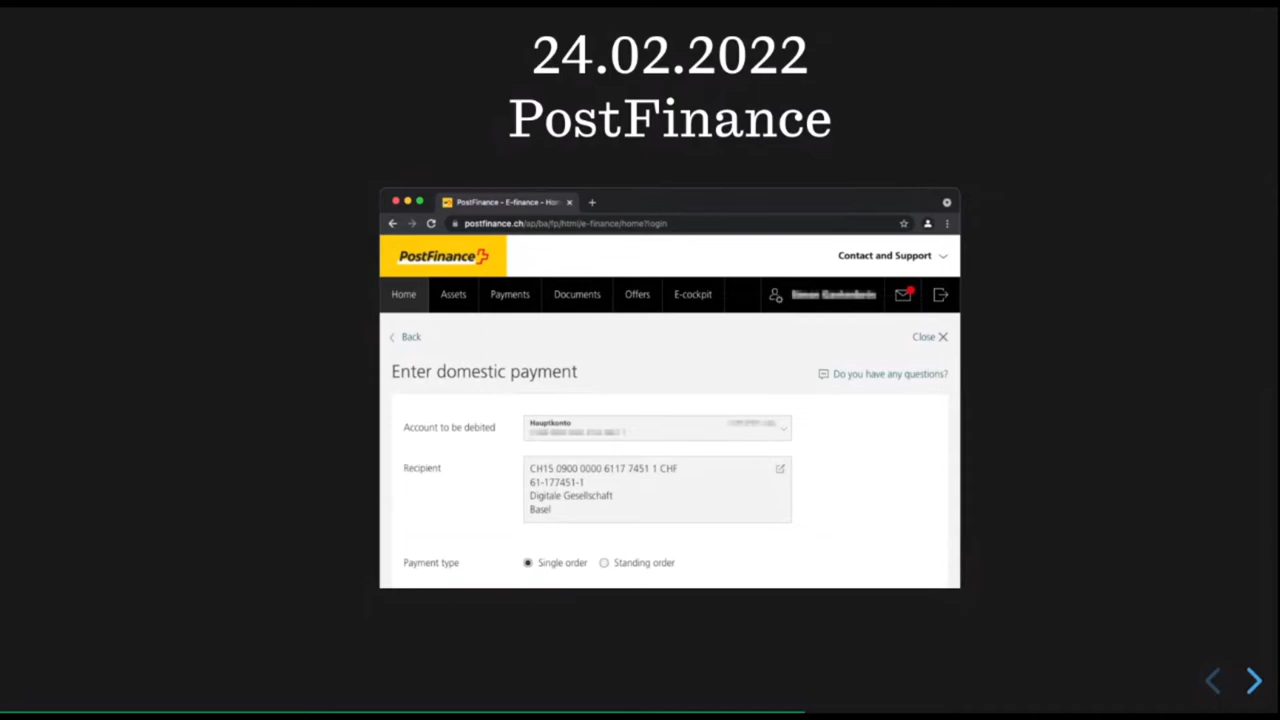 24.02.2022
PostFinance
PostFinance - E-finance - Hom
postfinance.ch/ap/ba/fp/html/e-finance/home?login
PostFinance
Contact and Support
Home Assets Payments Documents Offers E-cockpit
Back Close
Enter domestic payment
Do you have any questions?
Account to be debited
Hauptkonto
Recipient
CH15 0900 0000 6117 7451 1 CHF
61-177451-1
Digitale Gesellschaft
Basel
Payment type Single order Standing order